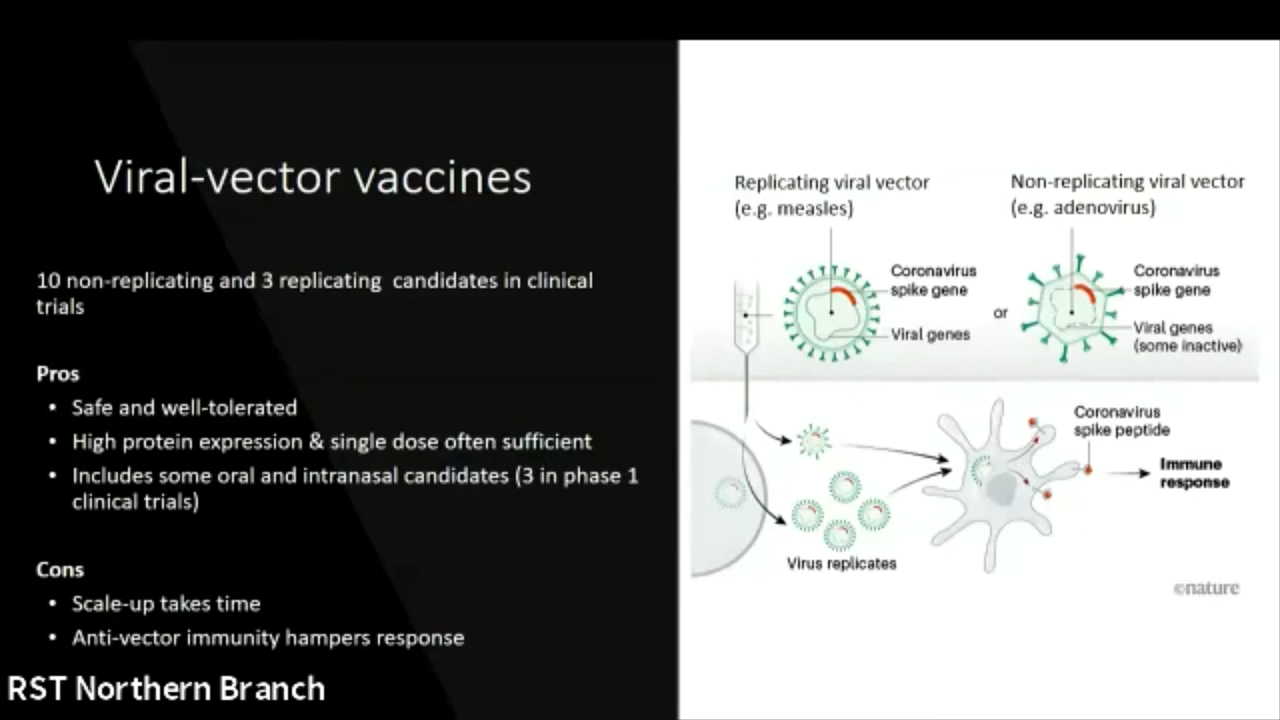 Viral-vector vaccines
10 non-replicating and 3 replicating candidates in clinical
trials
Pros
• Safe and well-tolerated
• High protein expression & single dose often sufficient
• Includes some oral and intranasal candidates (3 in phase 1
clinical trials)
Cons
• Scale-up takes time
• Anti-vector immunity hampers response
RST Northern Branch
Replicating viral vector
(e.g. measles)
Non-replicating viral vector
(e.g. adenovirus)
Coronavirus
spike gene
Viral genes
or
Coronavirus
spike gene
Viral genes
(some inactive)
Coronavirus
spike peptide
Immune
response
Virus replicates
©nature